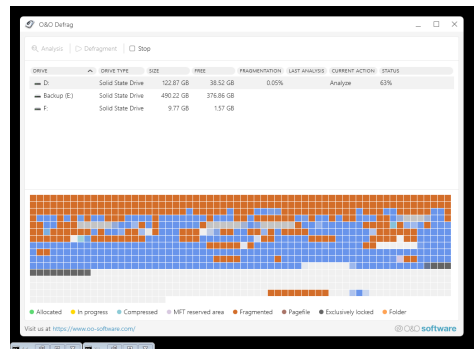 O&O Defrag
Analyze Defragment Stop
DRIVE DRIVE TYPE SIZE FREE FRAGMENTATION LAST ANALYSIS CURRENT ACTION STATUS
D: Solid State Drive 122.87 GB 38.52 GB 0.05% Analyze 63%
Backup (E:) Solid State Drive 490.22 GB 376.86 GB
F: Solid State Drive 9.77 GB 1.57 GB
Allocated In progress Compressed MFT reserved area Fragmented Pagefile Exclusively locked Folder
Visit us at https://www.oo-software.com/ O&O software